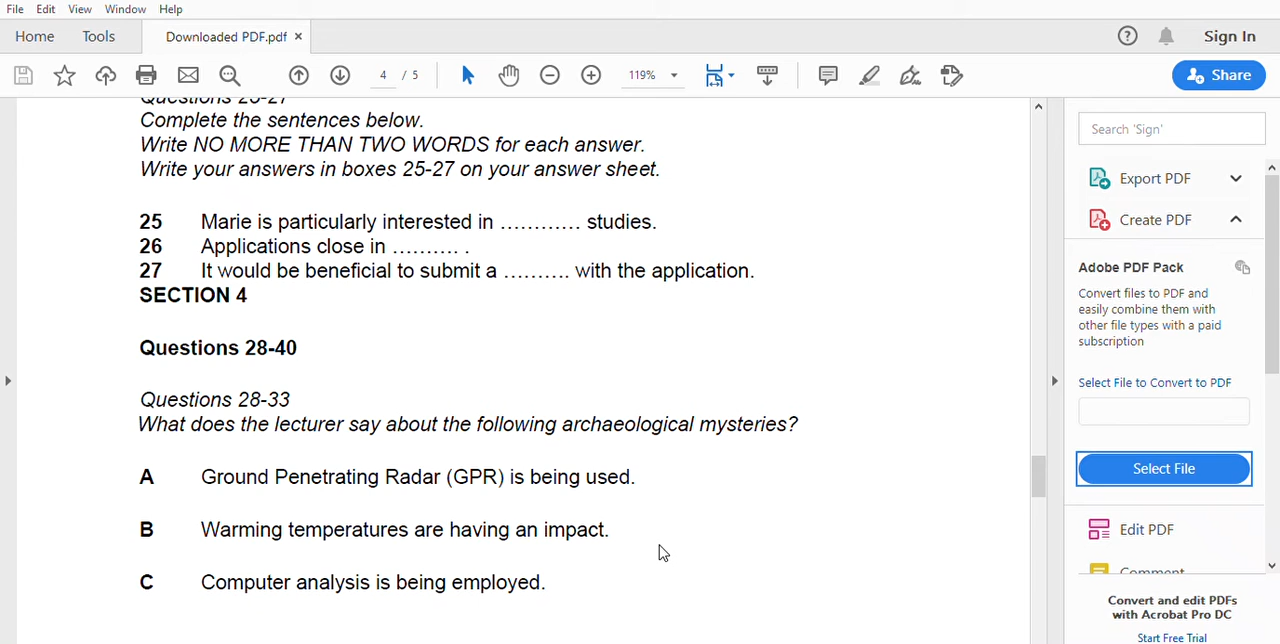 File Edit View Window Help
Home Tools Downloaded PDF.pdf × Sign In
4 / 5 119% Share
Questions 25-27
Complete the sentences below.
Write NO MORE THAN TWO WORDS for each answer.
Write your answers in boxes 25-27 on your answer sheet.
25 Marie is particularly interested in ………… studies.
26 Applications close in ………. .
27 It would be beneficial to submit a ………. with the application.
SECTION 4
Questions 28-40
Questions 28-33
What does the lecturer say about the following archaeological mysteries?
A Ground Penetrating Radar (GPR) is being used.
B Warming temperatures are having an impact.
C Computer analysis is being employed.
Search 'Sign'
Export PDF
Create PDF
Adobe PDF Pack
Convert files to PDF and
easily combine them with
other file types with a paid
subscription
Select File to Convert to PDF
Select File
Edit PDF
Comment
Convert and edit PDFs
with Acrobat Pro DC
Start Free Trial